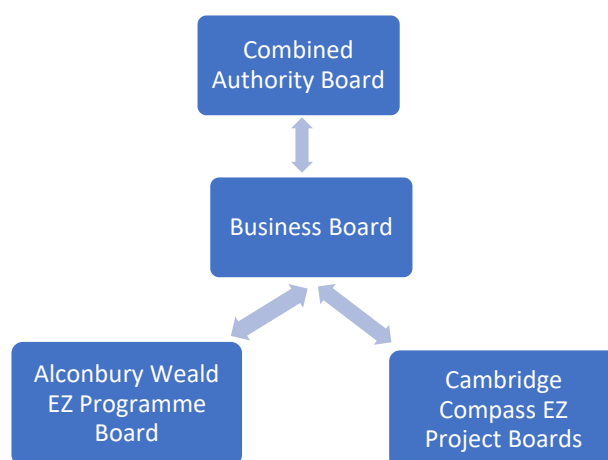 Combined
Authority Board
Business Board
Alconbury Weald
EZ Programme
Board
Cambridge
Compass EZ
Project Boards